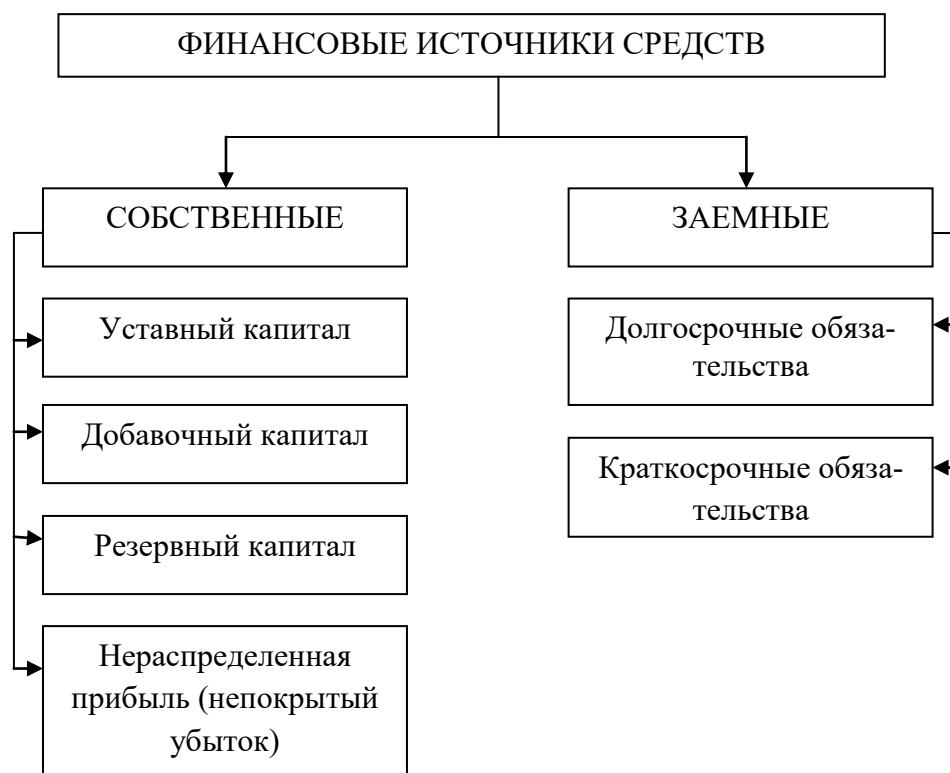 ФИНАНСОВЫЕ ИСТОЧНИКИ СРЕДСТВ
СОБСТВЕННЫЕ
Уставный капитал
Добавочный капитал
Резервный капитал
Нераспределенная
прибыль (непокрытый
убыток)
ЗАЕМНЫЕ
Долгосрочные обяза-
тельства
Краткосрочные обяза-
тельства